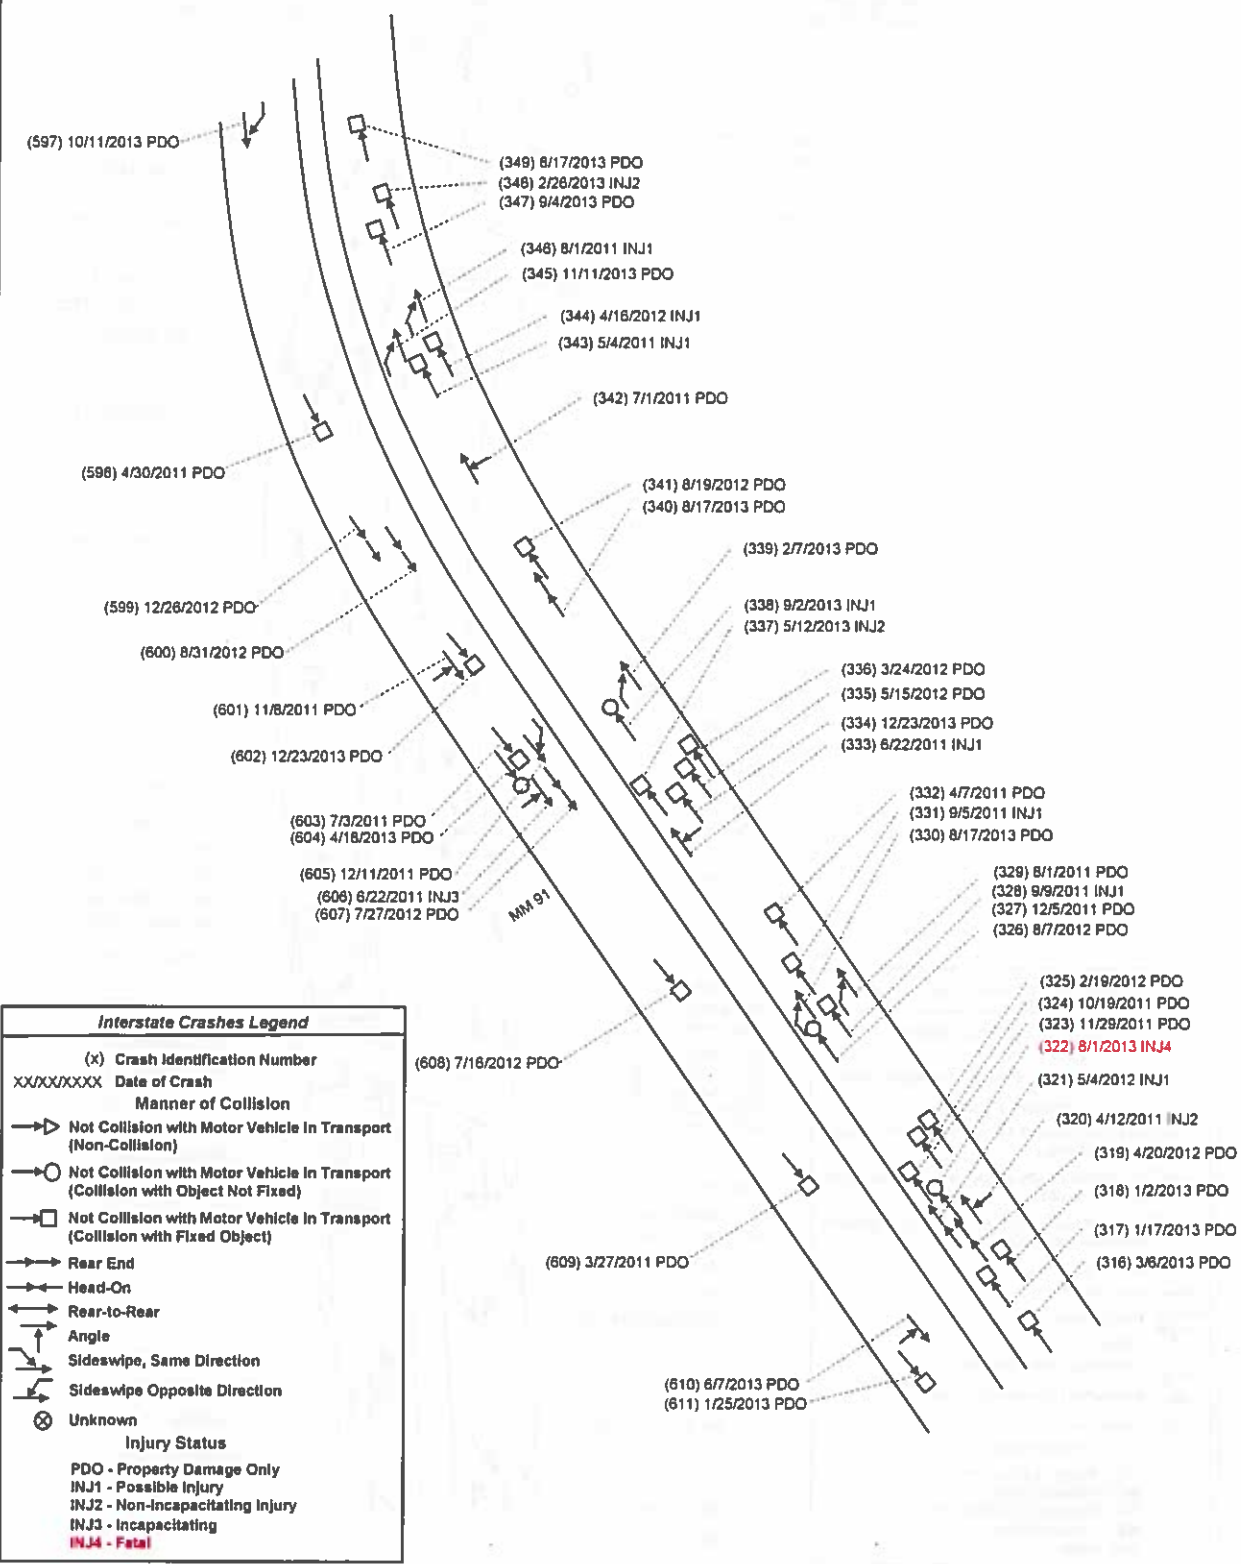 (597) 10/11/2013 PDO
(349) 8/17/2013 PDO
(348) 2/26/2013 INJ2
(347) 9/4/2013 PDO
(346) 8/1/2011 INJ1
(345) 11/11/2013 PDO
(344) 4/16/2012 INJ1
(343) 5/4/2011 INJ1
(342) 7/1/2011 PDO
(598) 4/30/2011 PDO
(341) 8/19/2012 PDO
(340) 8/17/2013 PDO
(339) 2/7/2013 PDO
(599) 12/26/2012 PDO
(338) 9/2/2013 INJ1
(337) 5/12/2013 INJ2
(600) 8/31/2012 PDO
(336) 3/24/2012 PDO
(335) 5/15/2012 PDO
(601) 11/8/2011 PDO
(334) 12/23/2013 PDO
(333) 6/22/2011 INJ1
(602) 12/23/2013 PDO
(332) 4/7/2011 PDO
(331) 9/5/2011 INJ1
(330) 8/17/2013 PDO
(603) 7/3/2011 PDO
(604) 4/18/2013 PDO
(605) 12/11/2011 PDO
(606) 6/22/2011 INJ3
(607) 7/27/2012 PDO
MM 91
(329) 8/1/2011 PDO
(328) 9/9/2011 INJ1
(327) 12/5/2011 PDO
(326) 8/7/2012 PDO
(325) 2/19/2012 PDO
(324) 10/19/2011 PDO
(323) 11/29/2011 PDO
(322) 8/1/2013 INJ4
(321) 5/4/2012 INJ1
(608) 7/16/2012 PDO
(320) 4/12/2011 INJ2
(319) 4/20/2012 PDO
(318) 1/2/2013 PDO
(317) 1/17/2013 PDO
(316) 3/6/2013 PDO
(609) 3/27/2011 PDO
(610) 6/7/2013 PDO
(611) 1/25/2013 PDO
Interstate Crashes Legend
(x) Crash Identification Number
XX/XX/XXXX Date of Crash
Manner of Collision
Not Collision with Motor Vehicle In Transport
(Non-Collision)
Not Collision with Motor Vehicle In Transport
(Collision with Object Not Fixed)
Not Collision with Motor Vehicle In Transport
(Collision with Fixed Object)
Rear End
Head-On
Rear-to-Rear
Angle
Sideswipe, Same Direction
Sideswipe Opposite Direction
Unknown
Injury Status
PDO - Property Damage Only
INJ1 - Possible Injury
INJ2 - Non-Incapacitating Injury
INJ3 - Incapacitating
INJ4 - Fatal